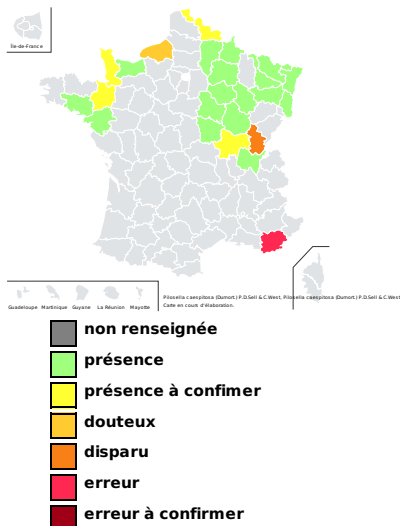 Île-de-France
Guadeloupe Martinique Guyane La Réunion Mayotte
Pilosella caespitosa (Dumort.) P.D.Sell & C.West, Pilosella caespitosa (Dumort.) P.D.Sell & C.West
Carte en cours d'élaboration.
non renseignée
présence
présence à confimer
douteux
disparu
erreur
erreur à confirmer